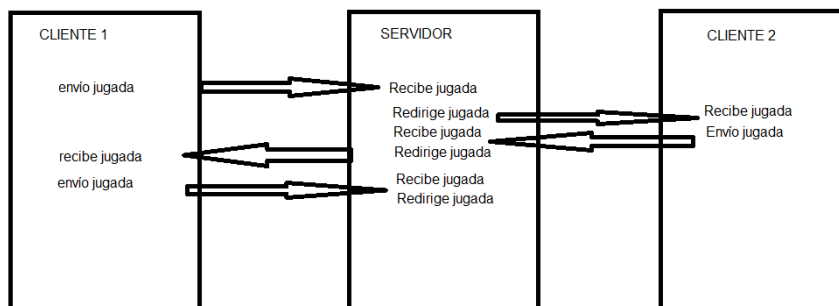 CLIENTE 1
SERVIDOR
CLIENTE 2
envío jugada
Recibe jugada
Redirige jugada
Recibe jugada
Recibe jugada
Envío jugada
recibe jugada
Redirige jugada
envío jugada
Recibe jugada
Redirige jugada